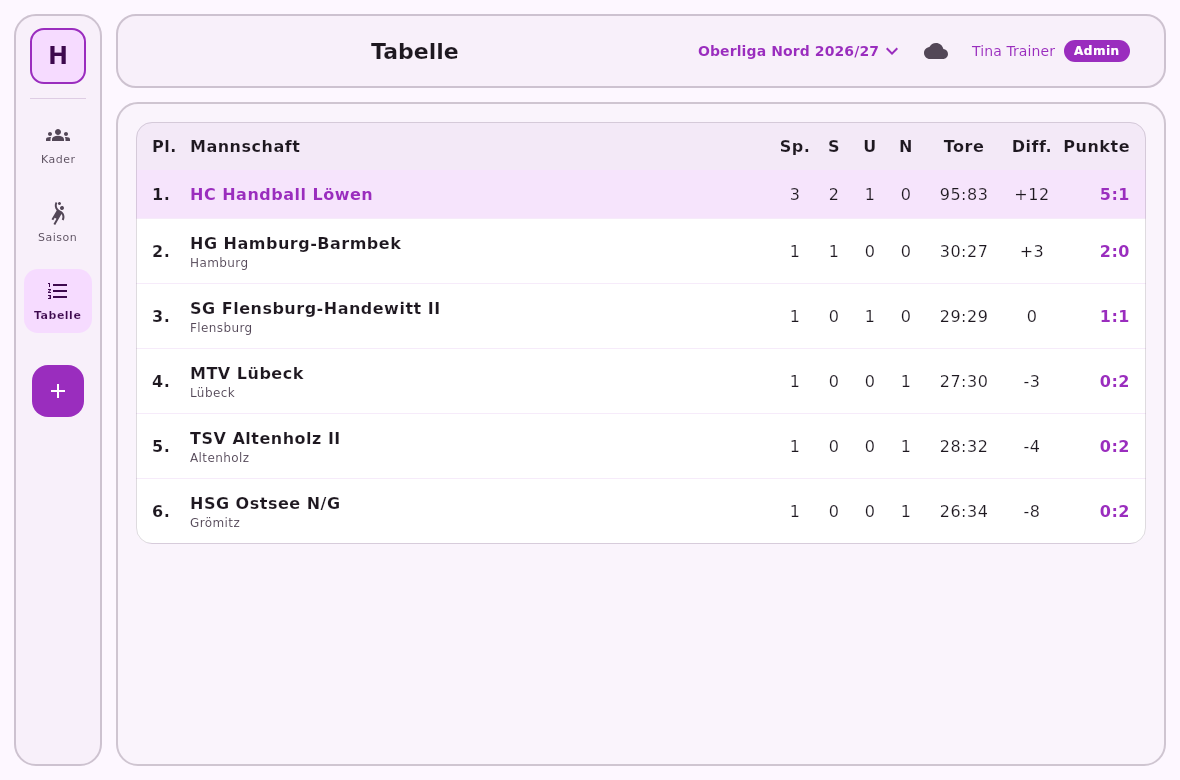 H
Tabelle
Oberliga Nord 2026/27
Tina Trainer Admin
Kader
Saison
Tabelle
+
Pl. Mannschaft Sp. S U N Tore Diff. Punkte
1. HC Handball Löwen 3 2 1 0 95:83 +12 5:1
2. HG Hamburg-Barmbek 1 1 0 0 30:27 +3 2:0
Hamburg
3. SG Flensburg-Handewitt II 1 0 1 0 29:29 0 1:1
Flensburg
4. MTV Lübeck 1 0 0 1 27:30 -3 0:2
Lübeck
5. TSV Altenholz II 1 0 0 1 28:32 -4 0:2
Altenholz
6. HSG Ostsee N/G 1 0 0 1 26:34 -8 0:2
Grömitz